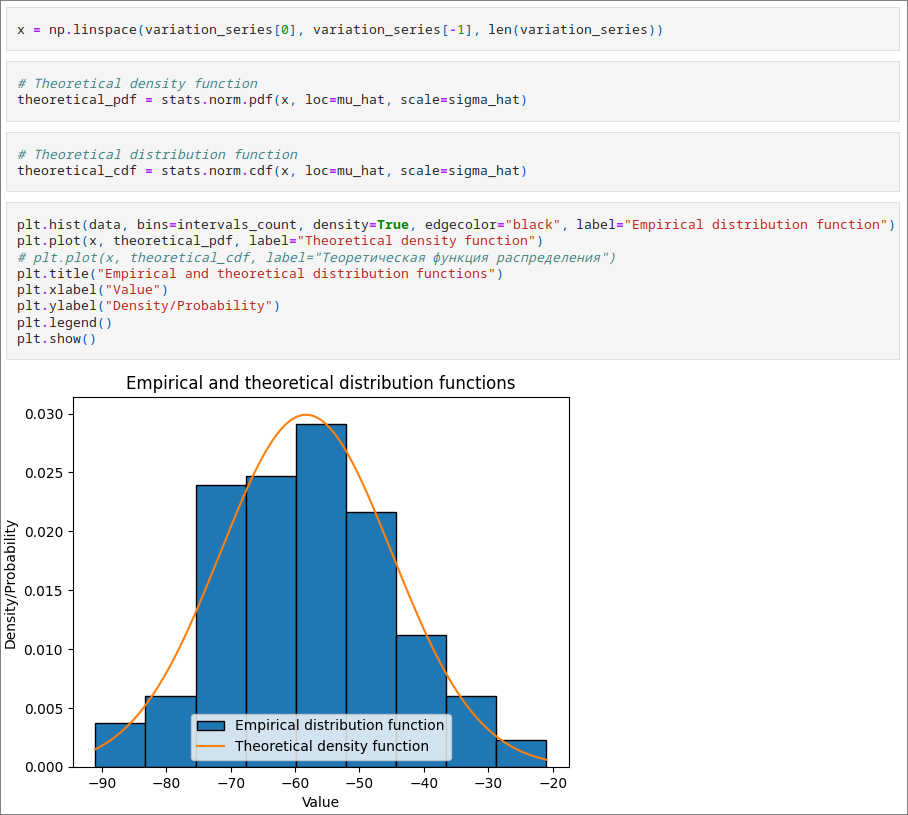 x = np.linspace(variation_series[0], variation_series[-1], len(variation_series))
# Theoretical density function
theoretical_pdf = stats.norm.pdf(x, loc=mu_hat, scale=sigma_hat)
# Theoretical distribution function
theoretical_cdf = stats.norm.cdf(x, loc=mu_hat, scale=sigma_hat)
plt.hist(data, bins=intervals_count, density=True, edgecolor="black", label="Empirical distribution function")
plt.plot(x, theoretical_pdf, label="Theoretical density function")
# plt.plot(x, theoretical_cdf, label="Теоретическая функция распределения")
plt.title("Empirical and theoretical distribution functions")
plt.xlabel("Value")
plt.ylabel("Density/Probability")
plt.legend()
plt.show()
Empirical and theoretical distribution functions
Density/Probability
0.030
0.025
0.020
0.015
0.010
0.005
0.000
Empirical distribution function
Theoretical density function
−90 −80 −70 −60 −50 −40 −30 −20
Value